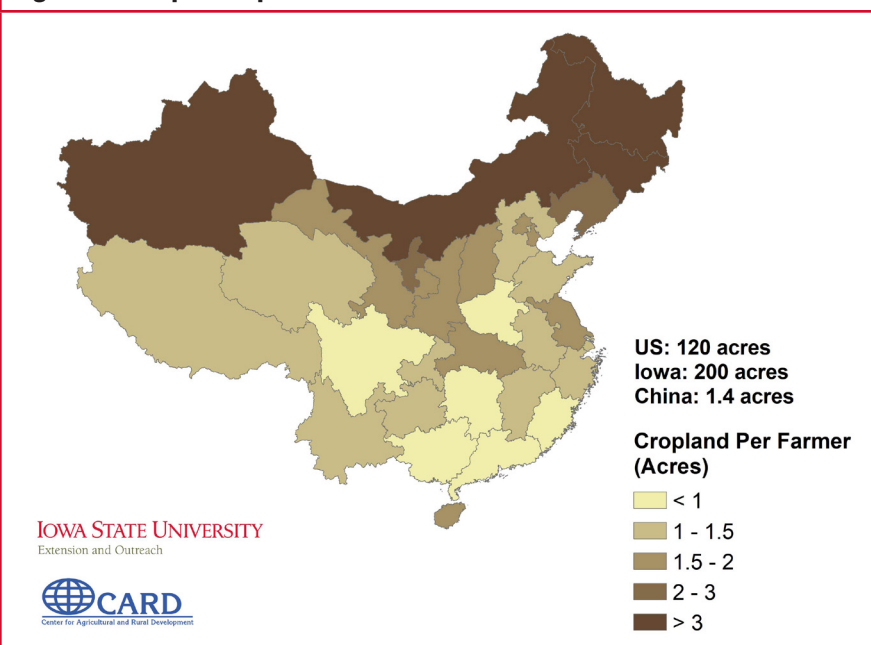 US: 120 acres
Iowa: 200 acres
China: 1.4 acres
Cropland Per Farmer
(Acres)
< 1
1 - 1.5
1.5 - 2
2 - 3
> 3
IOWA STATE UNIVERSITY
Extension and Outreach
CARD
Center for Agricultural and Rural Development